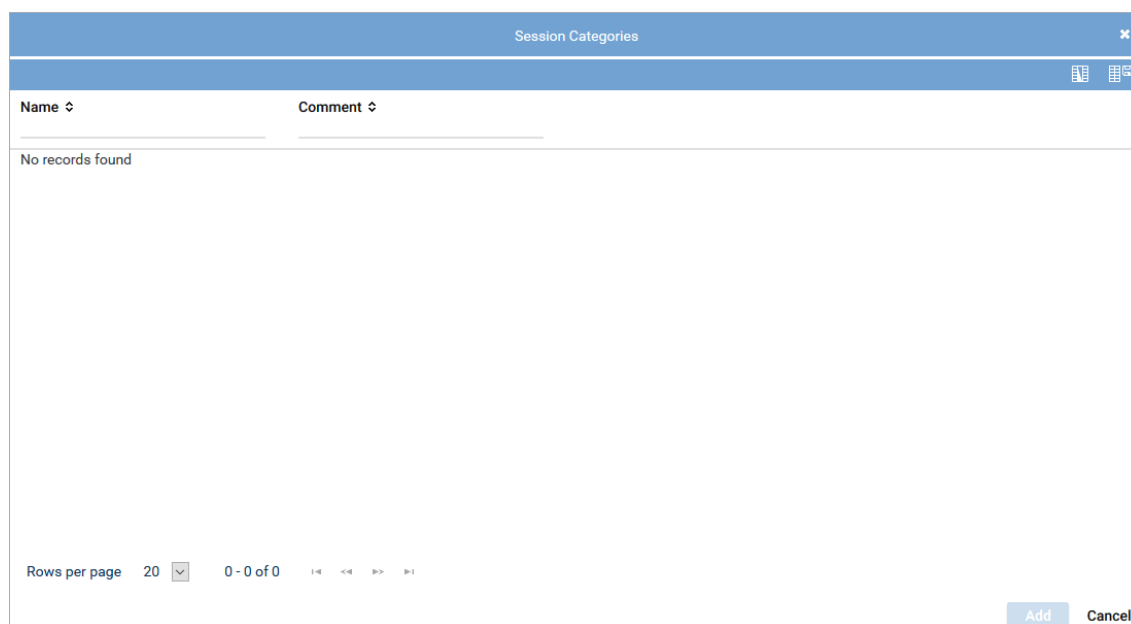 Session Categories
Name Comment
No records found
Rows per page 20 0 - 0 of 0
Add Cancel